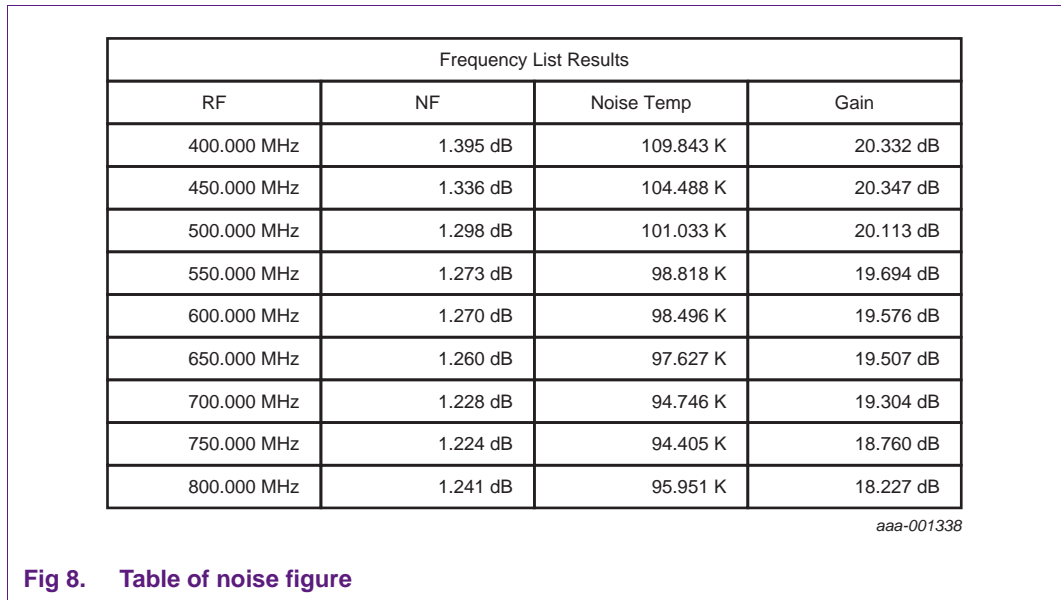 Frequency List Results
RF NF Noise Temp Gain
400.000 MHz 1.395 dB 109.843 K 20.332 dB
450.000 MHz 1.336 dB 104.488 K 20.347 dB
500.000 MHz 1.298 dB 101.033 K 20.113 dB
550.000 MHz 1.273 dB 98.818 K 19.694 dB
600.000 MHz 1.270 dB 98.496 K 19.576 dB
650.000 MHz 1.260 dB 97.627 K 19.507 dB
700.000 MHz 1.228 dB 94.746 K 19.304 dB
750.000 MHz 1.224 dB 94.405 K 18.760 dB
800.000 MHz 1.241 dB 95.951 K 18.227 dB
aaa-001338
Fig 8. Table of noise figure